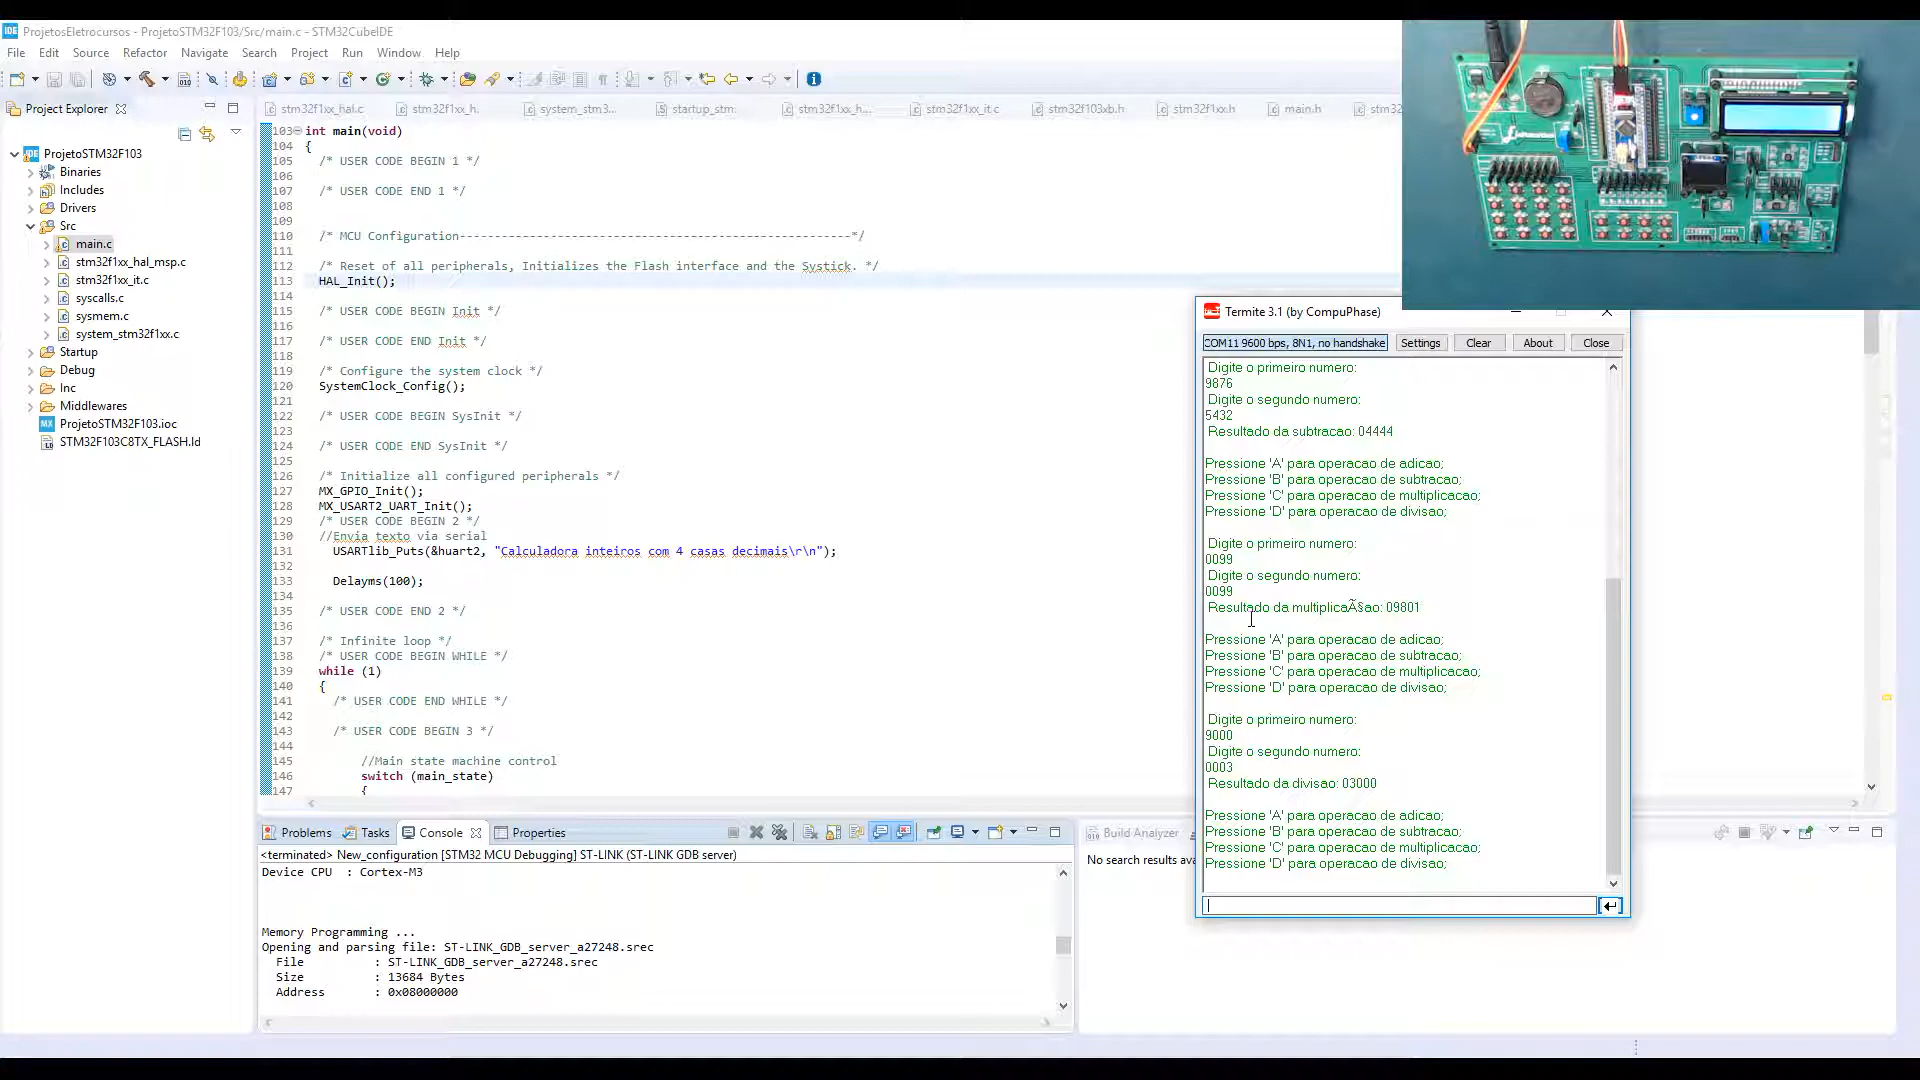 IDE ProjetosEletrocursos - ProjetoSTM32F103/Src/main.c - STM32CubeIDE
File Edit Source Refactor Navigate Search Project Run Window Help
Project Explorer
stm32f1xx_hal.c stm32f1xx_h. system_stm3... startup_stm. stm32f1xx_h... stm32f1xx_it.c stm32f103xb.h stm32f1xx.h main.h
ProjetoSTM32F103
Binaries
Includes
Drivers
Src
main.c
stm32f1xx_hal_msp.c
stm32f1xx_it.c
syscalls.c
sysmem.c
system_stm32f1xx.c
Startup
Debug
Inc
Middlewares
MX ProjetoSTM32F103.ioc
STM32F103C8TX_FLASH.ld
103 int main(void)
104 {
105 /* USER CODE BEGIN 1 */
106
107 /* USER CODE END 1 */
108
109
110 /* MCU Configuration--------------------------------------------------------*/
111
112 /* Reset of all peripherals, Initializes the Flash interface and the Systick. */
113 HAL_Init();
114
115 /* USER CODE BEGIN Init */
116
117 /* USER CODE END Init */
118
119 /* Configure the system clock */
120 SystemClock_Config();
121
122 /* USER CODE BEGIN SysInit */
123
124 /* USER CODE END SysInit */
125
126 /* Initialize all configured peripherals */
127 MX_GPIO_Init();
128 MX_USART2_UART_Init();
129 /* USER CODE BEGIN 2 */
130 //Envia texto via serial
131 USARTlib_Puts(&huart2, "Calculadora inteiros com 4 casas decimais\r\n");
132
133 Delayms(100);
134
135 /* USER CODE END 2 */
136
137 /* Infinite loop */
138 /* USER CODE BEGIN WHILE */
139 while (1)
140 {
141 /* USER CODE END WHILE */
142
143 /* USER CODE BEGIN 3 */
144
145 //Main state machine control
146 switch (main_state)
147 {
Termite 3.1 (by CompuPhase)
COM11 9600 bps, 8N1, no handshake Settings Clear About Close
Digite o primeiro numero:
9876
Digite o segundo numero:
5432
Resultado da subtracao: 04444
Pressione 'A' para operacao de adicao;
Pressione 'B' para operacao de subtracao;
Pressione 'C' para operacao de multiplicacao;
Pressione 'D' para operacao de divisao;
Digite o primeiro numero:
0099
Digite o segundo numero:
0099
Resultado da multiplicaÃ§ao: 09801
Pressione 'A' para operacao de adicao;
Pressione 'B' para operacao de subtracao;
Pressione 'C' para operacao de multiplicacao;
Pressione 'D' para operacao de divisao;
Digite o primeiro numero:
9000
Digite o segundo numero:
0003
Resultado da divisao: 03000
Pressione 'A' para operacao de adicao;
Pressione 'B' para operacao de subtracao;
Pressione 'C' para operacao de multiplicacao;
Pressione 'D' para operacao de divisao;
Problems Tasks Console Properties
<terminated> New_configuration [STM32 MCU Debugging] ST-LINK (ST-LINK GDB server)
Device CPU : Cortex-M3
Memory Programming ...
Opening and parsing file: ST-LINK_GDB_server_a27248.srec
File : ST-LINK_GDB_server_a27248.srec
Size : 13684 Bytes
Address : 0x08000000
Build Analyzer
No search results ava